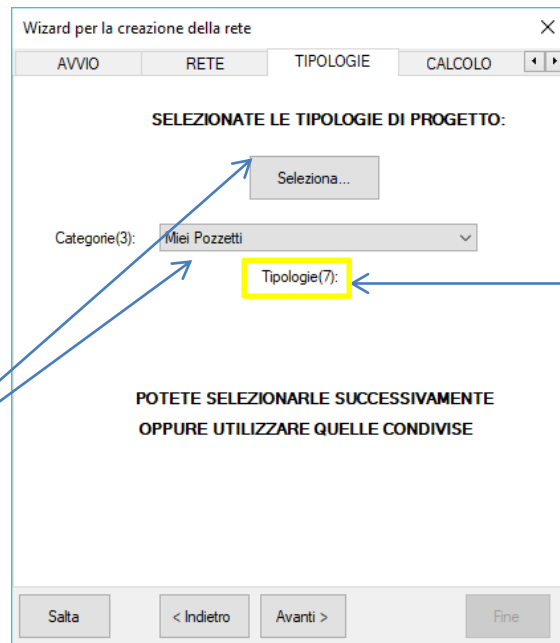 Wizard per la creazione della rete
AVVIO RETE TIPOLOGIE CALCOLO
SELEZIONATE LE TIPOLOGIE DI PROGETTO:
Seleziona...
Categorie(3): Miei Pozzetti
Tipologie(7):
POTETE SELEZIONARLE SUCCESSIVAMENTE
OPPURE UTILIZZARE QUELLE CONDIVISE
Salta < Indietro Avanti > Fine